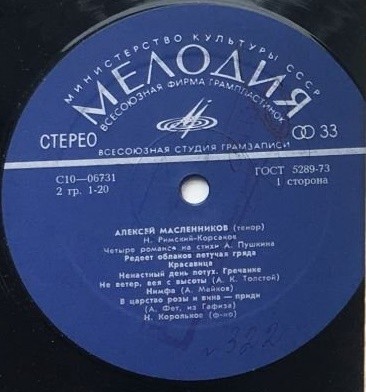 МИНИСТЕРСТВО КУЛЬТУРЫ СССР
МЕЛОДИЯ
ВСЕСОЮЗНАЯ ФИРМА ГРАМПЛАСТИНОК
СТЕРЕО
33
ВСЕСОЮЗНАЯ СТУДИЯ ГРАМЗАПИСИ
С10—06731
2 гр. 1-20
ГОСТ 5289-73
1 сторона
АЛЕКСЕЙ МАСЛЕННИКОВ (тенор)
Н. Римский-Корсаков
Четыре романса на стихи А. Пушкина
Редеет облаков летучая гряда
Красавица
Ненастный день потух. Гречанке
Не ветер, вея с высоты (А. К. Толстой)
Нимфа (А. Майков)
В царство розы и вина — приди
(А. Фет, из Гафиза)
Н. Корольков (ф-но)